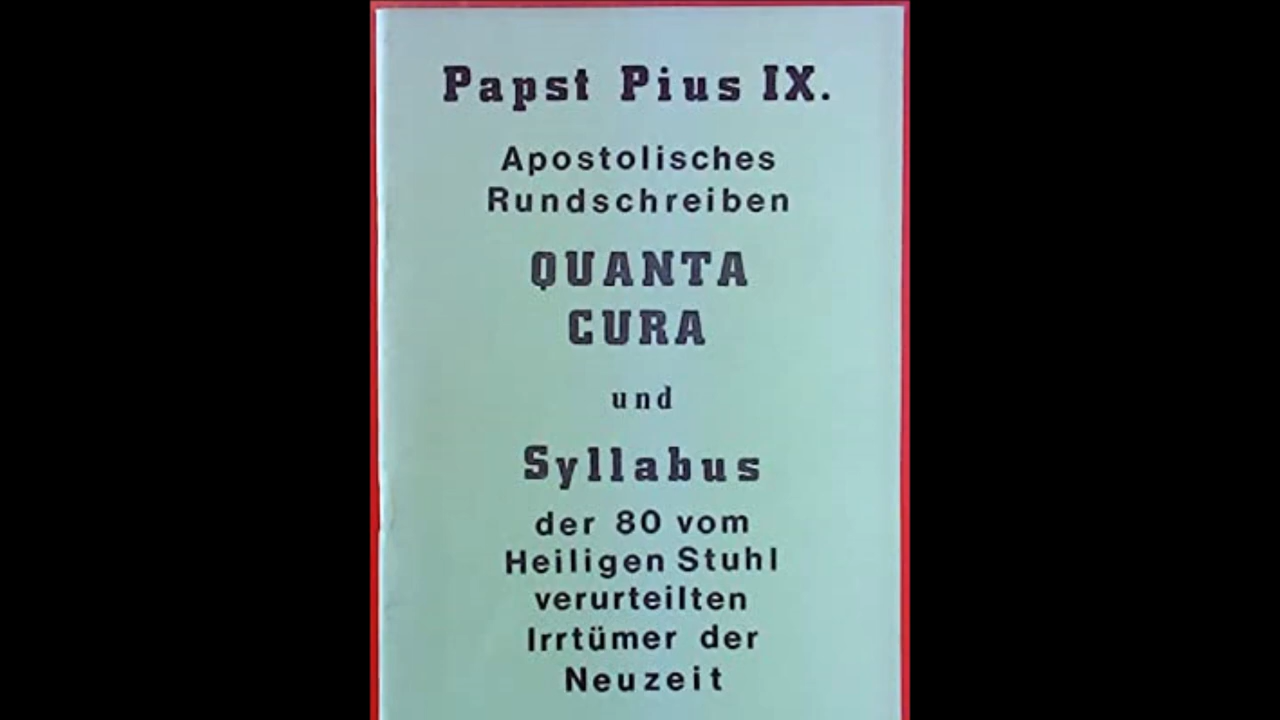 Papst Pius IX.
Apostolisches
Rundschreiben
QUANTA
CURA
und
Syllabus
der 80 vom
Heiligen Stuhl
verurteilten
Irrtümer der
Neuzeit